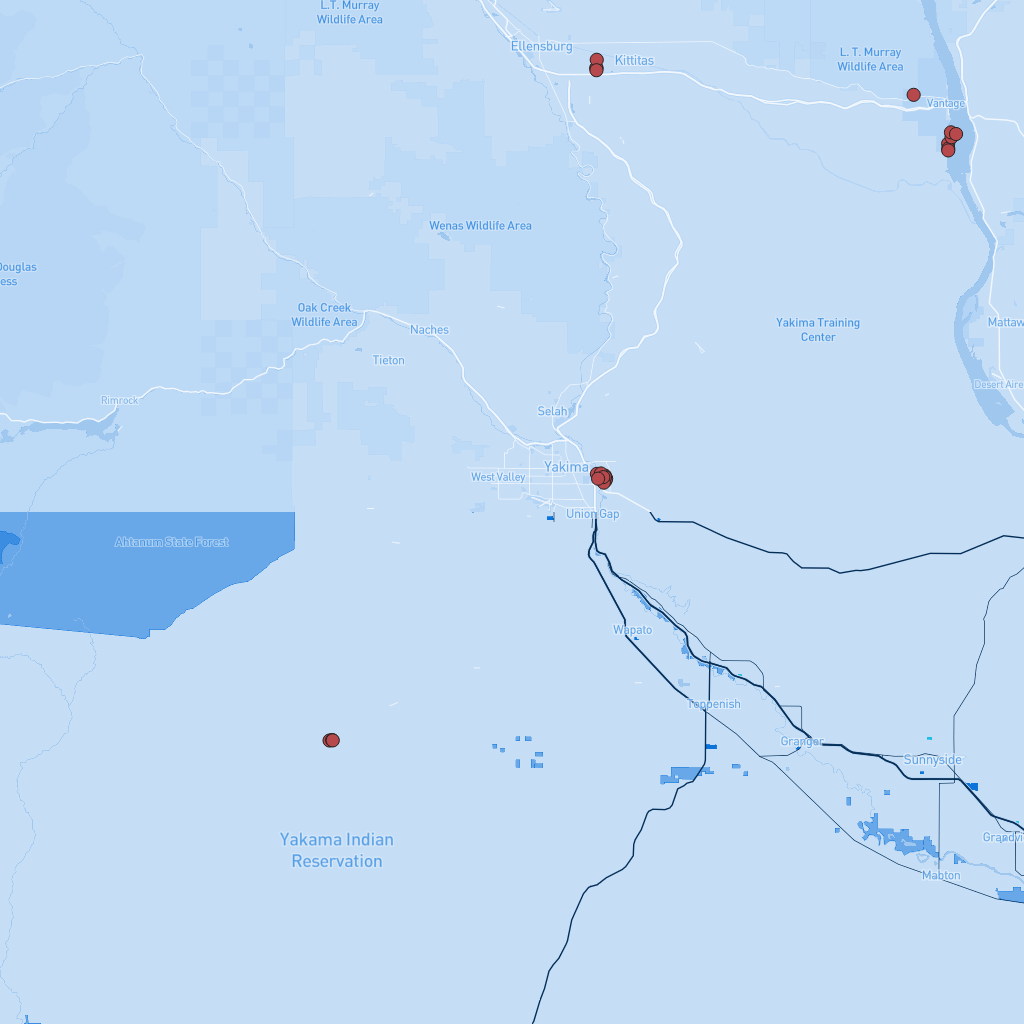 L.T. Murray
Wildlife Area
Ellensburg
Kittitas
L. T. Murray
Wildlife Area
Vantage
Wenas Wildlife Area
Douglas
ess
Oak Creek
Wildlife Area
Naches
Tieton
Yakima Training
Center
Mattaw
Desert Aire
Rimrock
Selah
West Valley
Yakima
Union Gap
Ahtanum State Forest
Wapato
Toppenish
Granger
Sunnyside
Yakama Indian
Reservation
Grandvi
Mabton